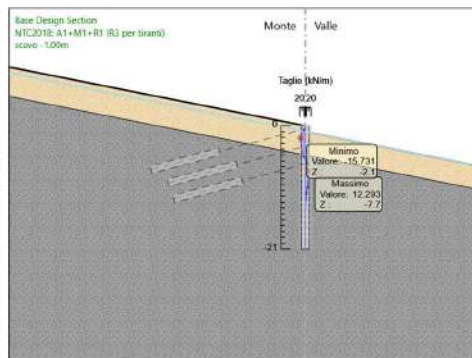 Base Design Section
NTC2018: A1+M1+R1 (R3 per tiranti)
scavo -1.00m
Monte Valle
Taglio (kN/m)
20 20
0
Minimo
Valore: -15.731
Z -2.1
Massimo
Valore: 12.293
Z -7.7
-21